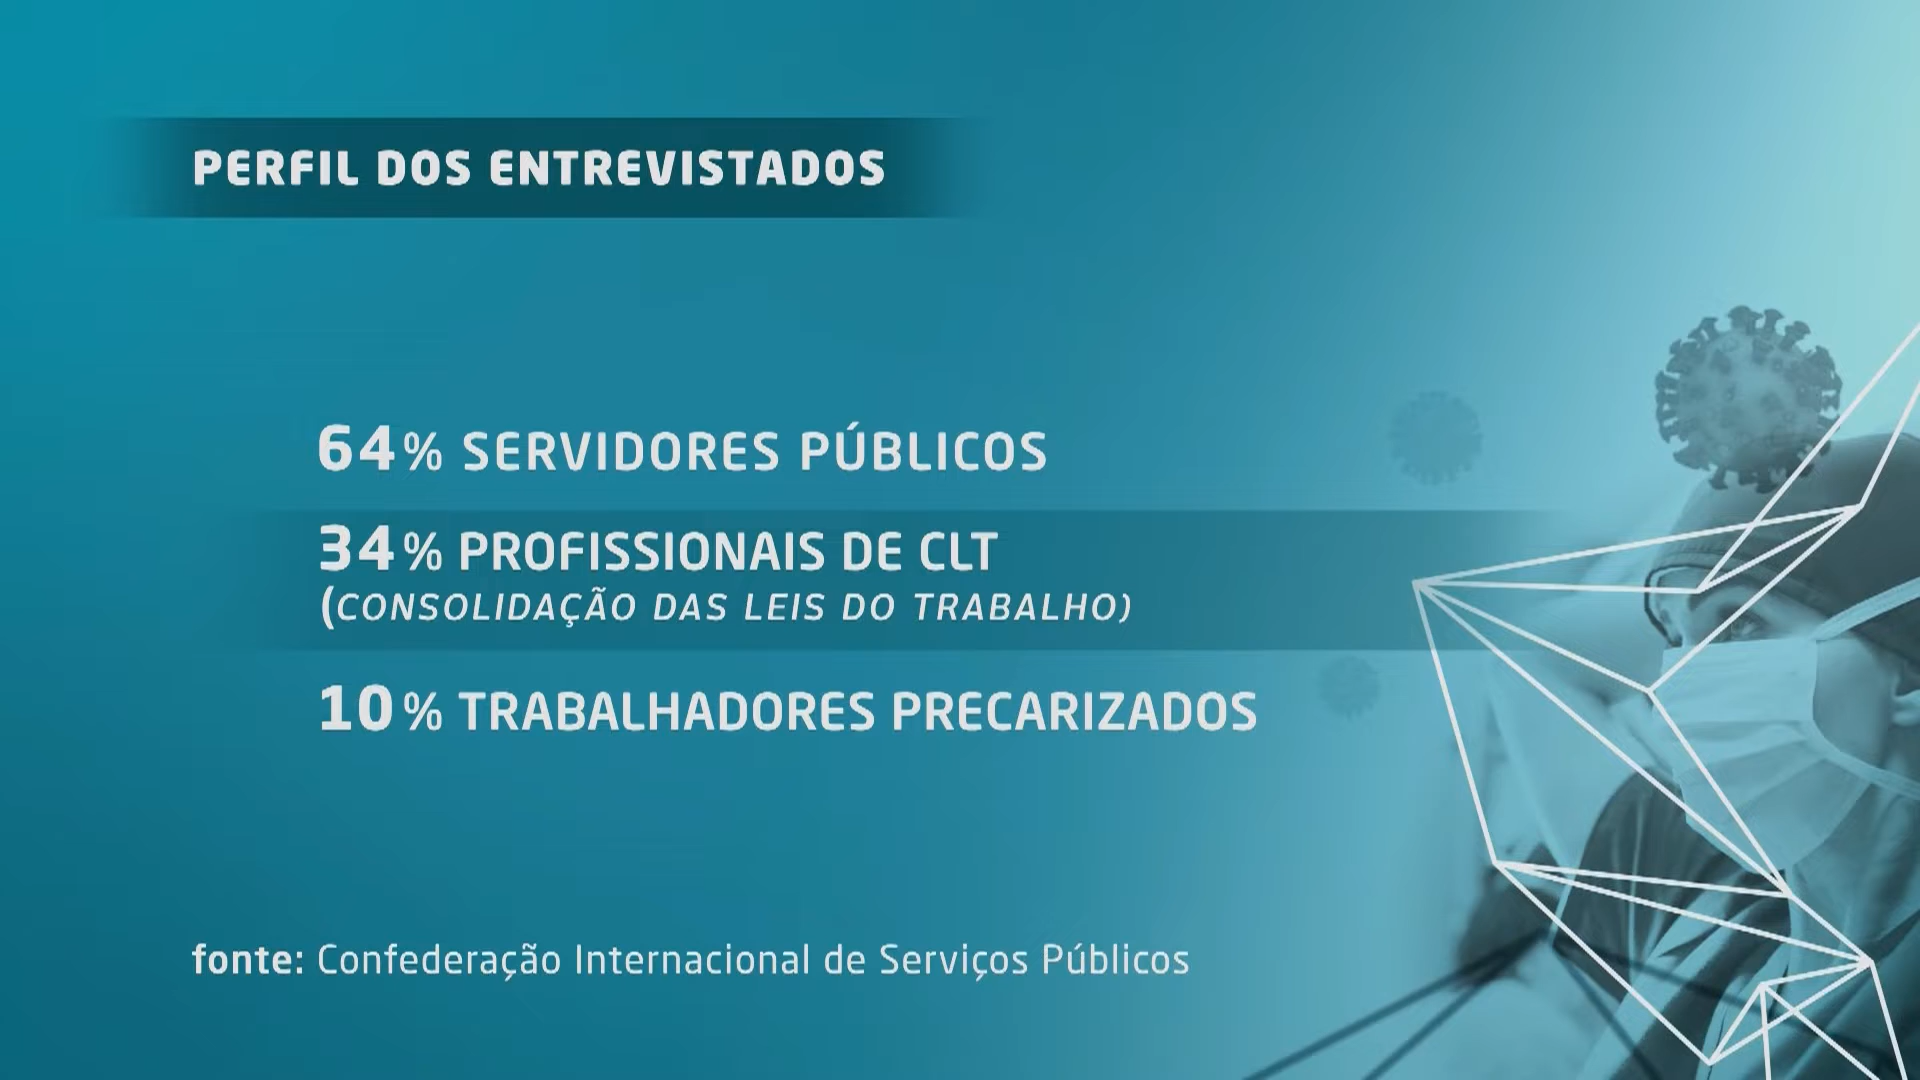 PERFIL DOS ENTREVISTADOS
64% SERVIDORES PÚBLICOS
34% PROFISSIONAIS DE CLT
(CONSOLIDAÇÃO DAS LEIS DO TRABALHO)
10% TRABALHADORES PRECARIZADOS
fonte: Confederação Internacional de Serviços Públicos